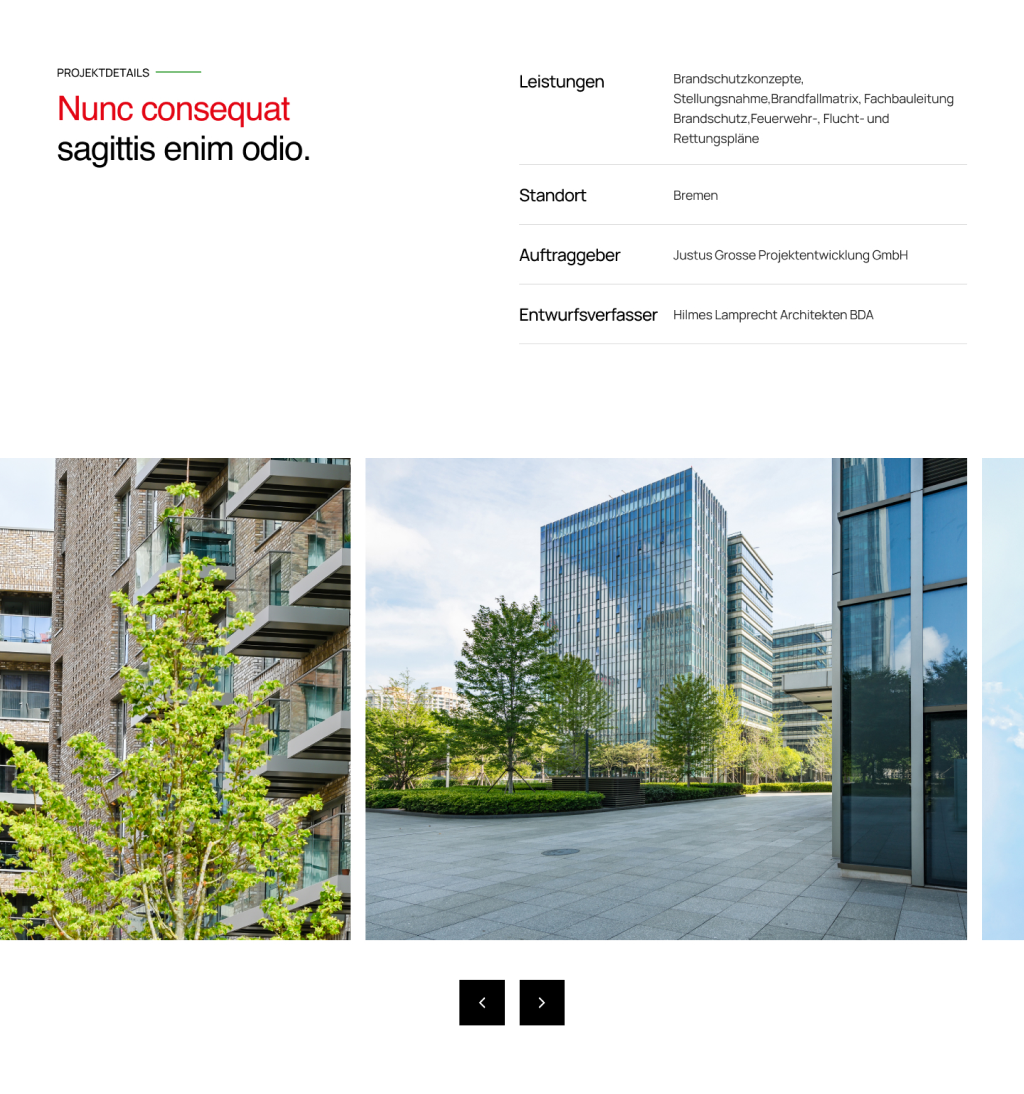 PROJEKTDETAILS
Nunc consequat
sagittis enim odio.
Leistungen
Brandschutzkonzepte,
Stellungsnahme,Brandfallmatrix, Fachbauleitung
Brandschutz,Feuerwehr-, Flucht- und
Rettungspläne
Standort
Bremen
Auftraggeber
Justus Grosse Projektentwicklung GmbH
Entwurfsverfasser
Hilmes Lamprecht Architekten BDA